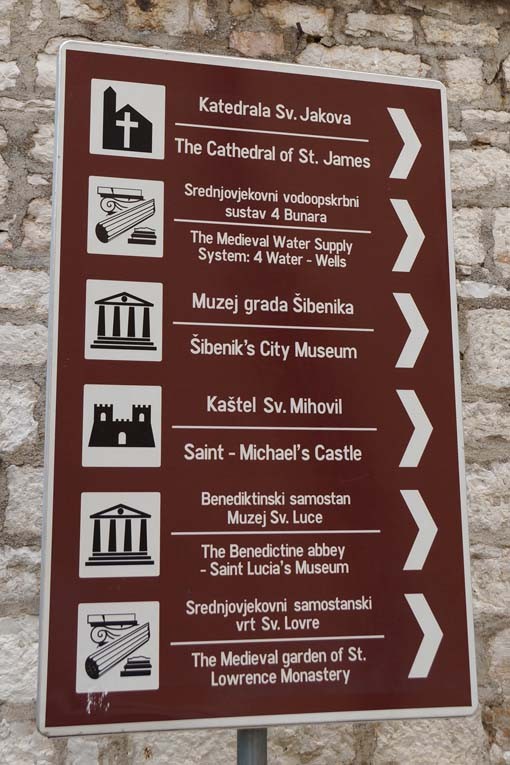 Katedrala Sv. Jakova
The Cathedral of St. James
Srednjovjekovni vodoopskrbni
sustav 4 Bunara
The Medieval Water Supply
System: 4 Water - Wells
Muzej grada Šibenika
Šibenik's City Museum
Kaštel Sv. Mihovil
Saint - Michael's Castle
Benediktinski samostan
Muzej Sv. Luce
The Benedictine abbey
- Saint Lucia's Museum
Srednjovjekovni samostanski
vrt Sv. Lovre
The Medieval garden of St.
Lowrence Monastery